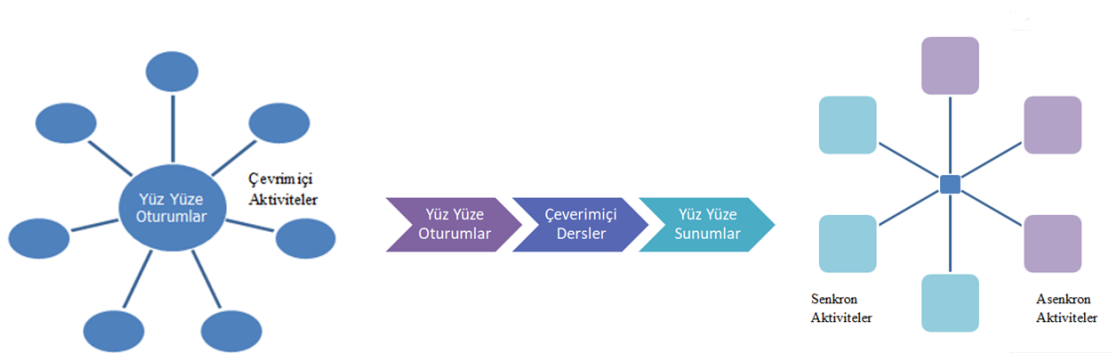 Yüz Yüze
Oturumlar
Çevrimiçi
Aktiviteler
Yüz Yüze
Oturumlar
Çeverimiçi
Dersler
Yüz Yüze
Sunumlar
Senkron
Aktiviteler
Asenkron
Aktiviteler